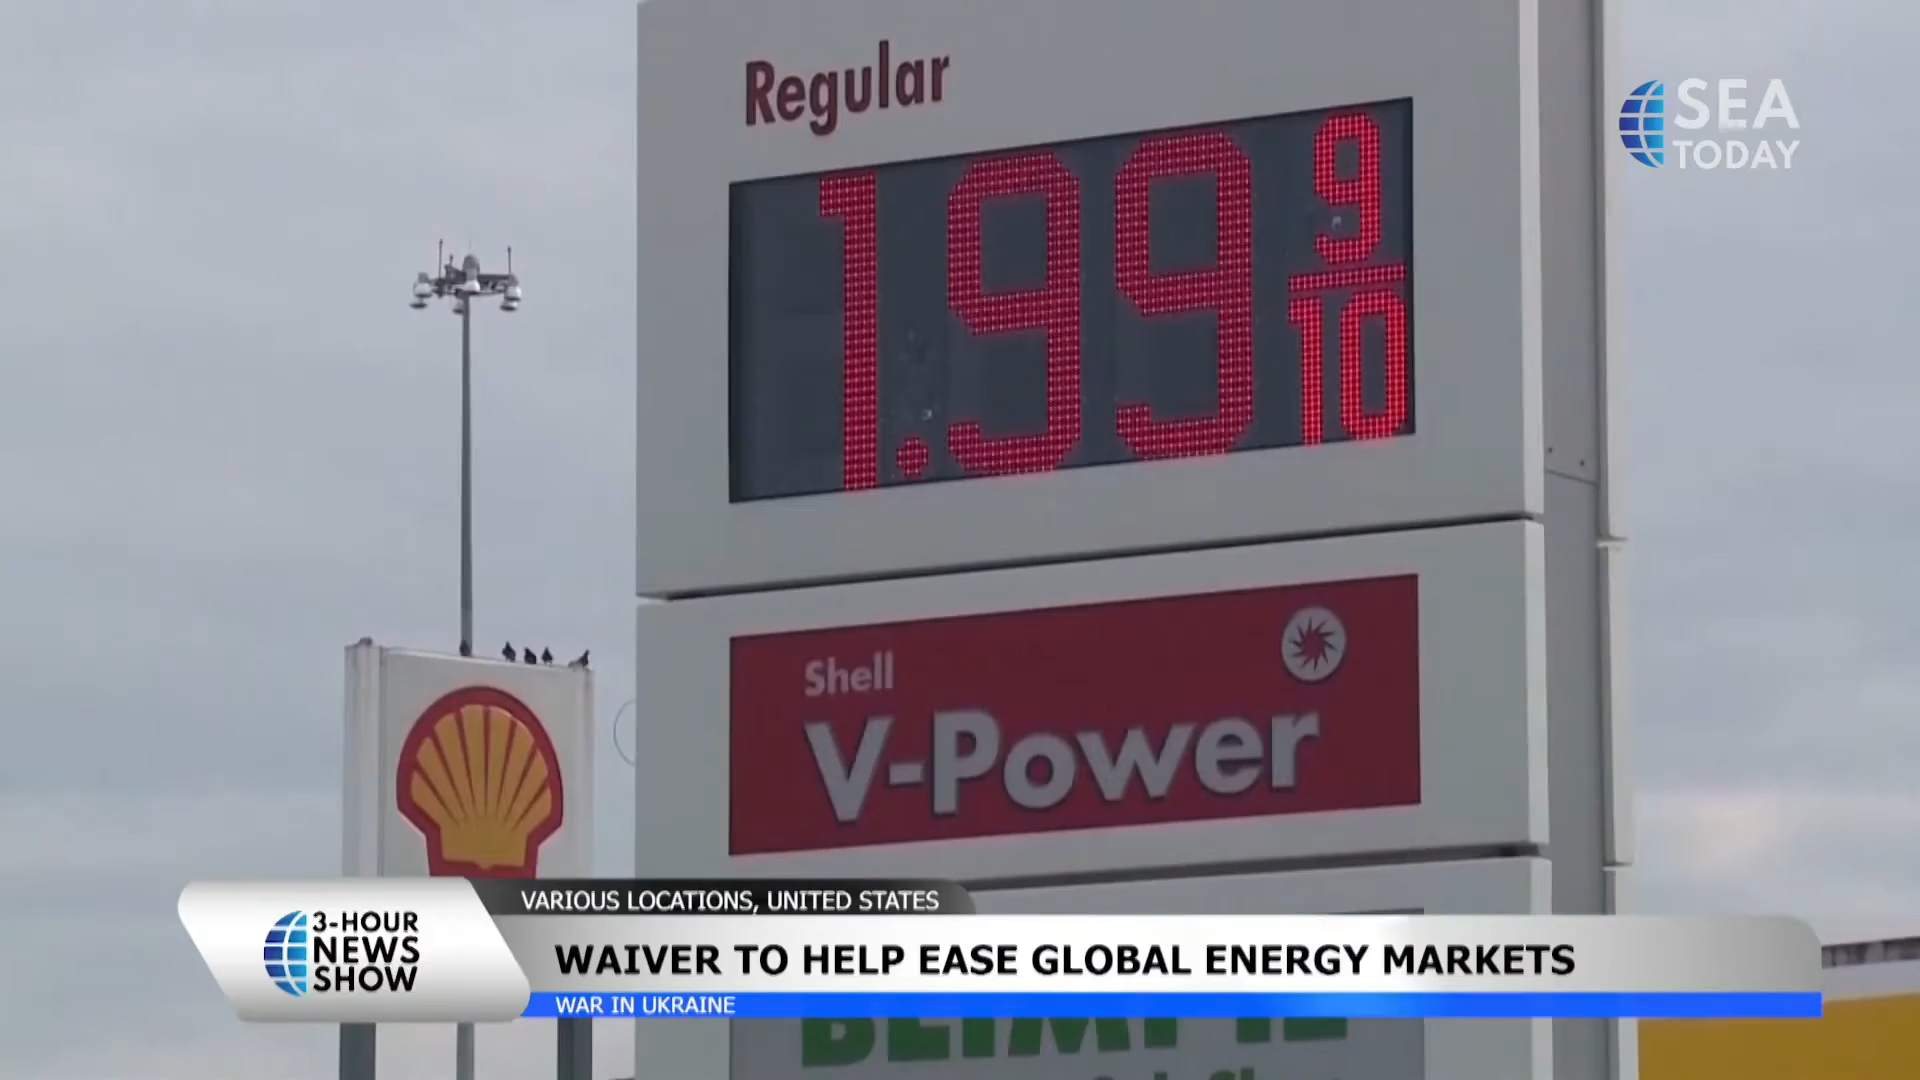 Regular
1.99 9/10
SEA
TODAY
Shell
V-Power
VARIOUS LOCATIONS, UNITED STATES
3-HOUR
NEWS
SHOW
WAIVER TO HELP EASE GLOBAL ENERGY MARKETS
WAR IN UKRAINE